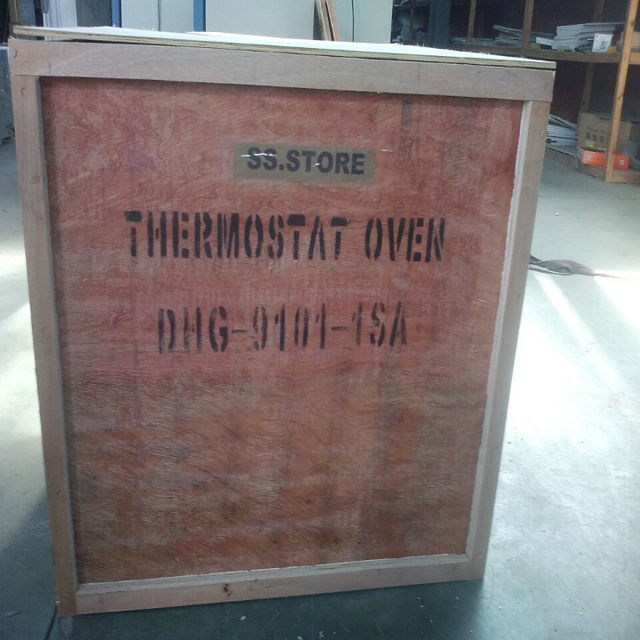 SS.STORE
THERMOSTAT OVEN
DHG-9101-1SA